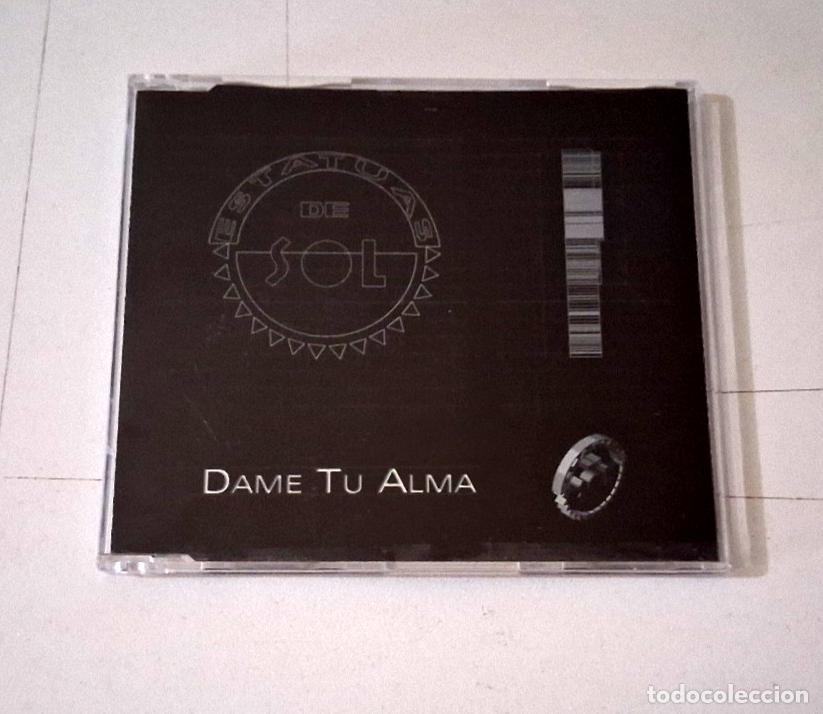 ESTATUAS
DE
SOL
DAME TU ALMA
todocoleccion